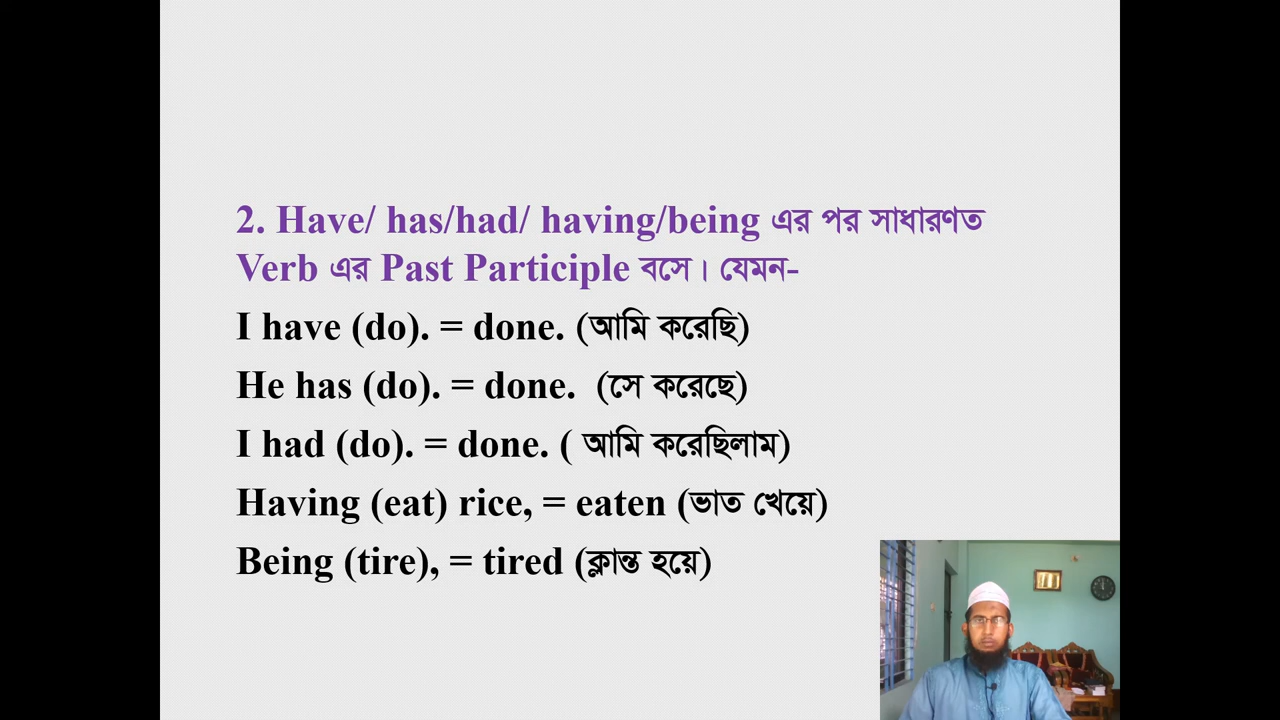 2. Have/ has/had/ having/being এর পর সাধারণত
Verb এর Past Participle বসে। যেমন-
I have (do). = done. (আমি করেছি)
He has (do). = done. (সে করেছে)
I had (do). = done. ( আমি করেছিলাম)
Having (eat) rice, = eaten (ভাত খেয়ে)
Being (tire), = tired (ক্লান্ত হয়ে)